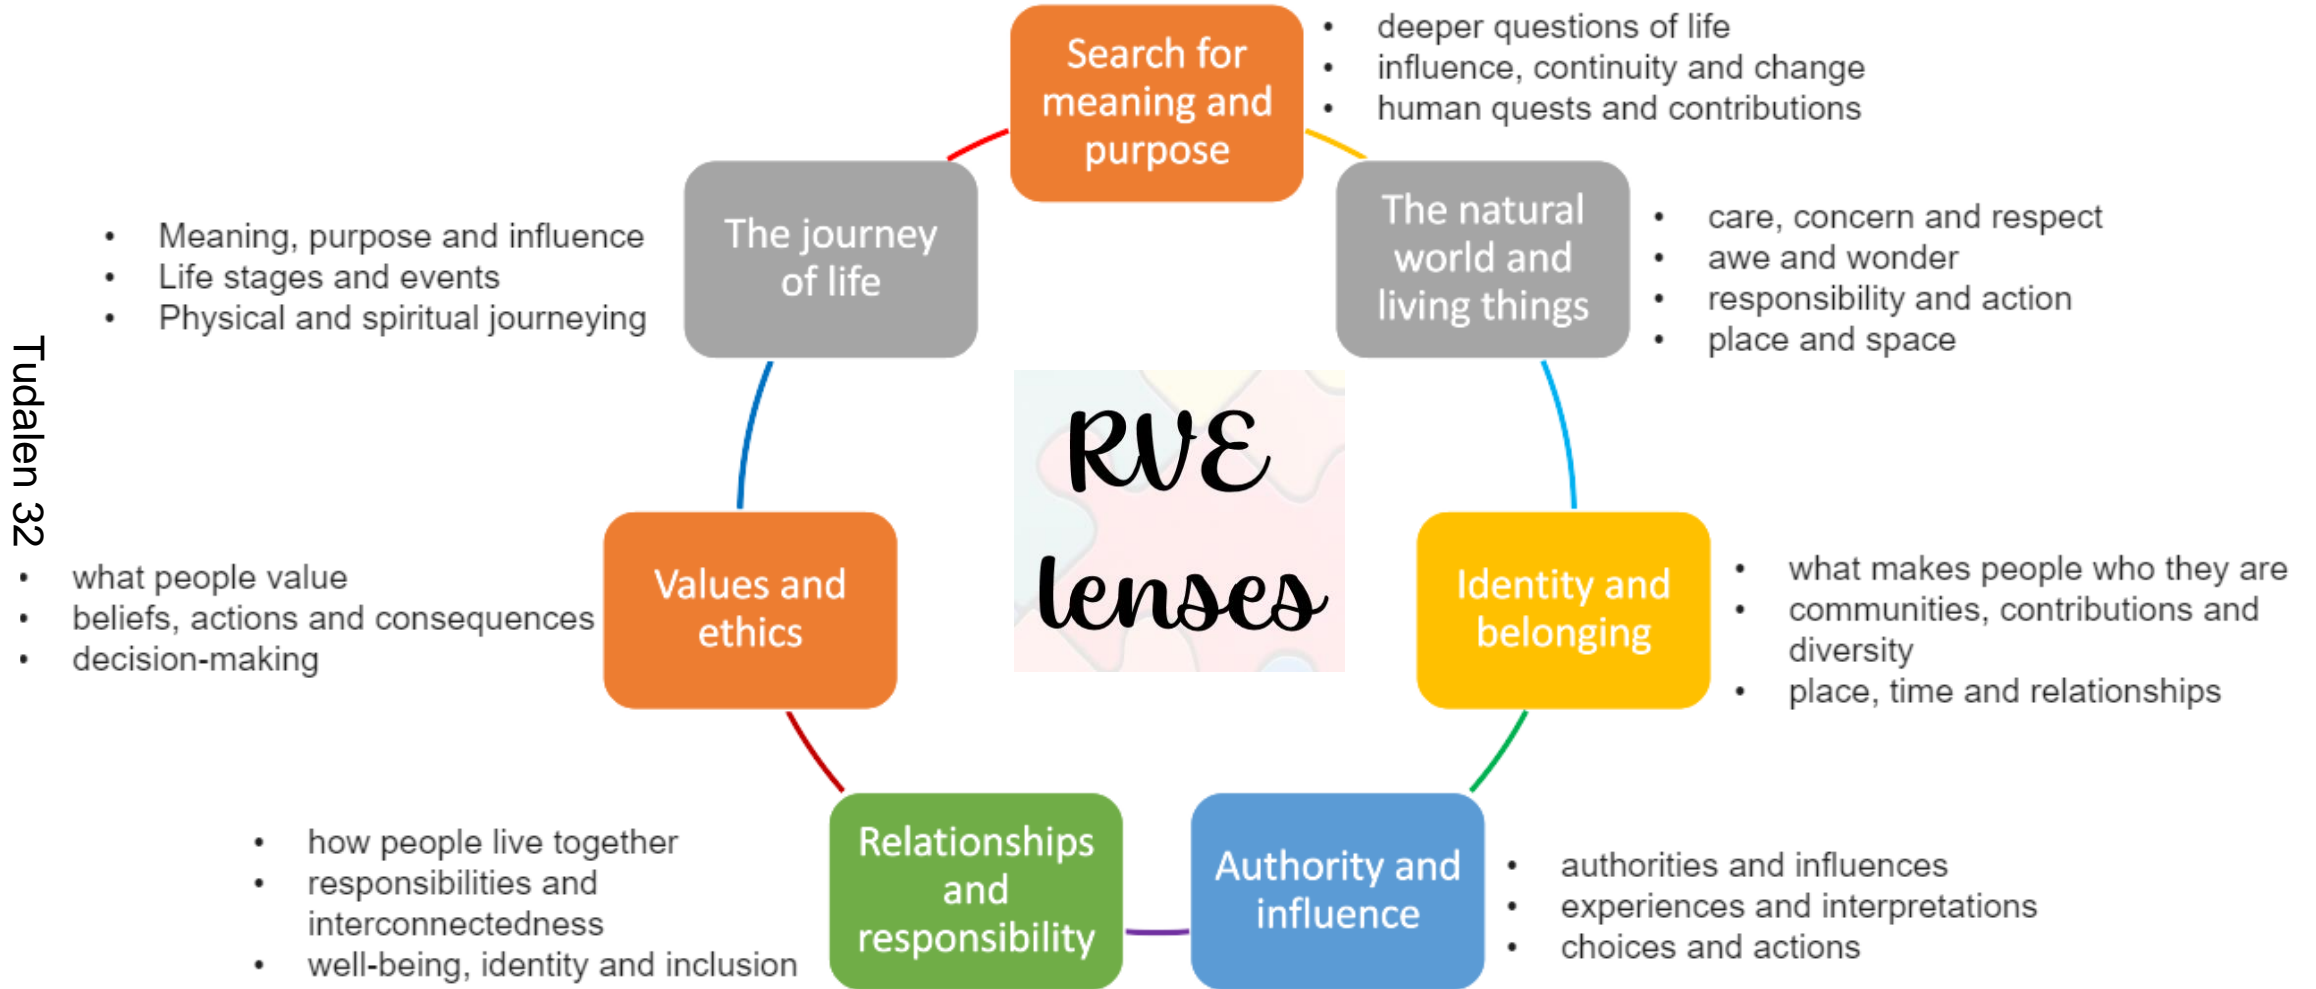 Search for
meaning and
purpose
• deeper questions of life
• influence, continuity and change
• human quests and contributions
The natural
world and
living things
• care, concern and respect
• awe and wonder
• responsibility and action
• place and space
Identity and
belonging
• what makes people who they are
• communities, contributions and
diversity
• place, time and relationships
Authority and
influence
• authorities and influences
• experiences and interpretations
• choices and actions
Relationships
and
responsibility
• how people live together
• responsibilities and
interconnectedness
• well-being, identity and inclusion
Values and
ethics
• what people value
• beliefs, actions and consequences
• decision-making
The journey
of life
• Meaning, purpose and influence
• Life stages and events
• Physical and spiritual journeying
RVE
lenses
Tudalen 32